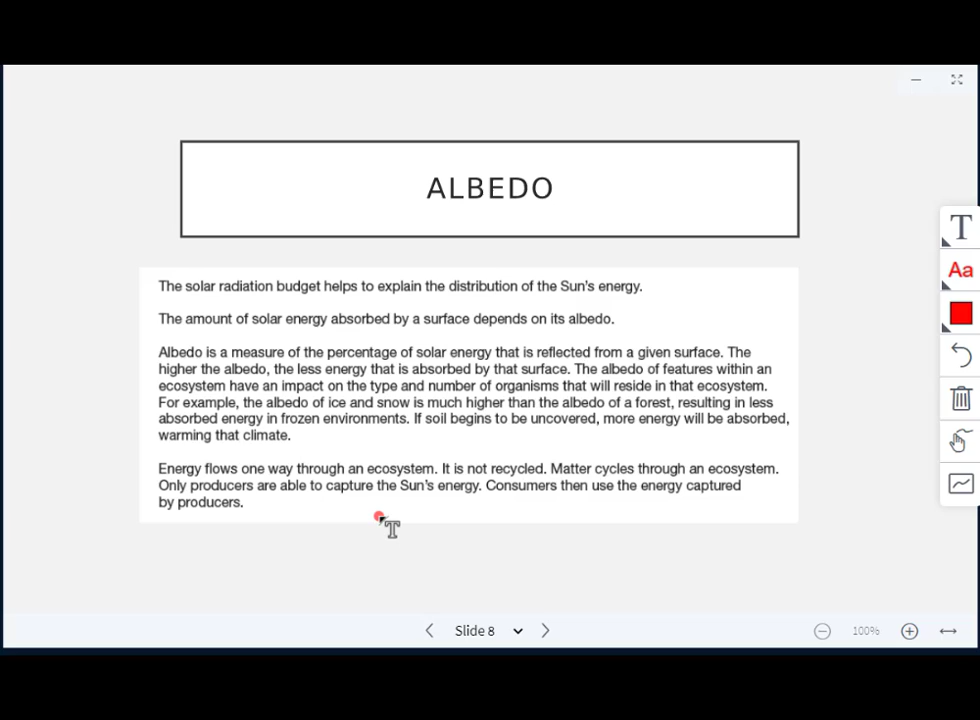 ALBEDO
The solar radiation budget helps to explain the distribution of the Sun's energy.
The amount of solar energy absorbed by a surface depends on its albedo.
Albedo is a measure of the percentage of solar energy that is reflected from a given surface. The
higher the albedo, the less energy that is absorbed by that surface. The albedo of features within an
ecosystem have an impact on the type and number of organisms that will reside in that ecosystem.
For example, the albedo of ice and snow is much higher than the albedo of a forest, resulting in less
absorbed energy in frozen environments. If soil begins to be uncovered, more energy will be absorbed,
warming that climate.
Energy flows one way through an ecosystem. It is not recycled. Matter cycles through an ecosystem.
Only producers are able to capture the Sun's energy. Consumers then use the energy captured
by producers.
T
Aa
Slide 8
100%